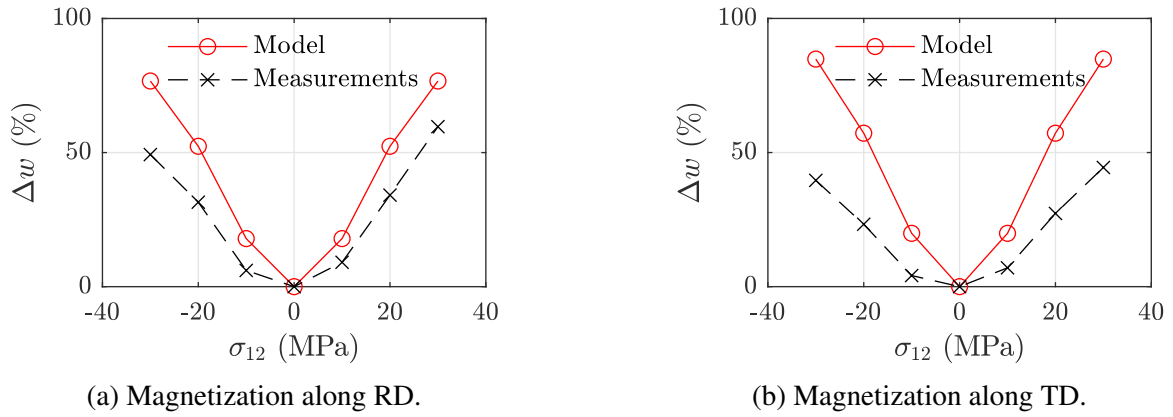 100
Model
Measurements
50
Δw (%)
0
-40 -20 0 20 40
σ₁₂ (MPa)
(a) Magnetization along RD.
100
Model
Measurements
50
Δw (%)
0
-40 -20 0 20 40
σ₁₂ (MPa)
(b) Magnetization along TD.